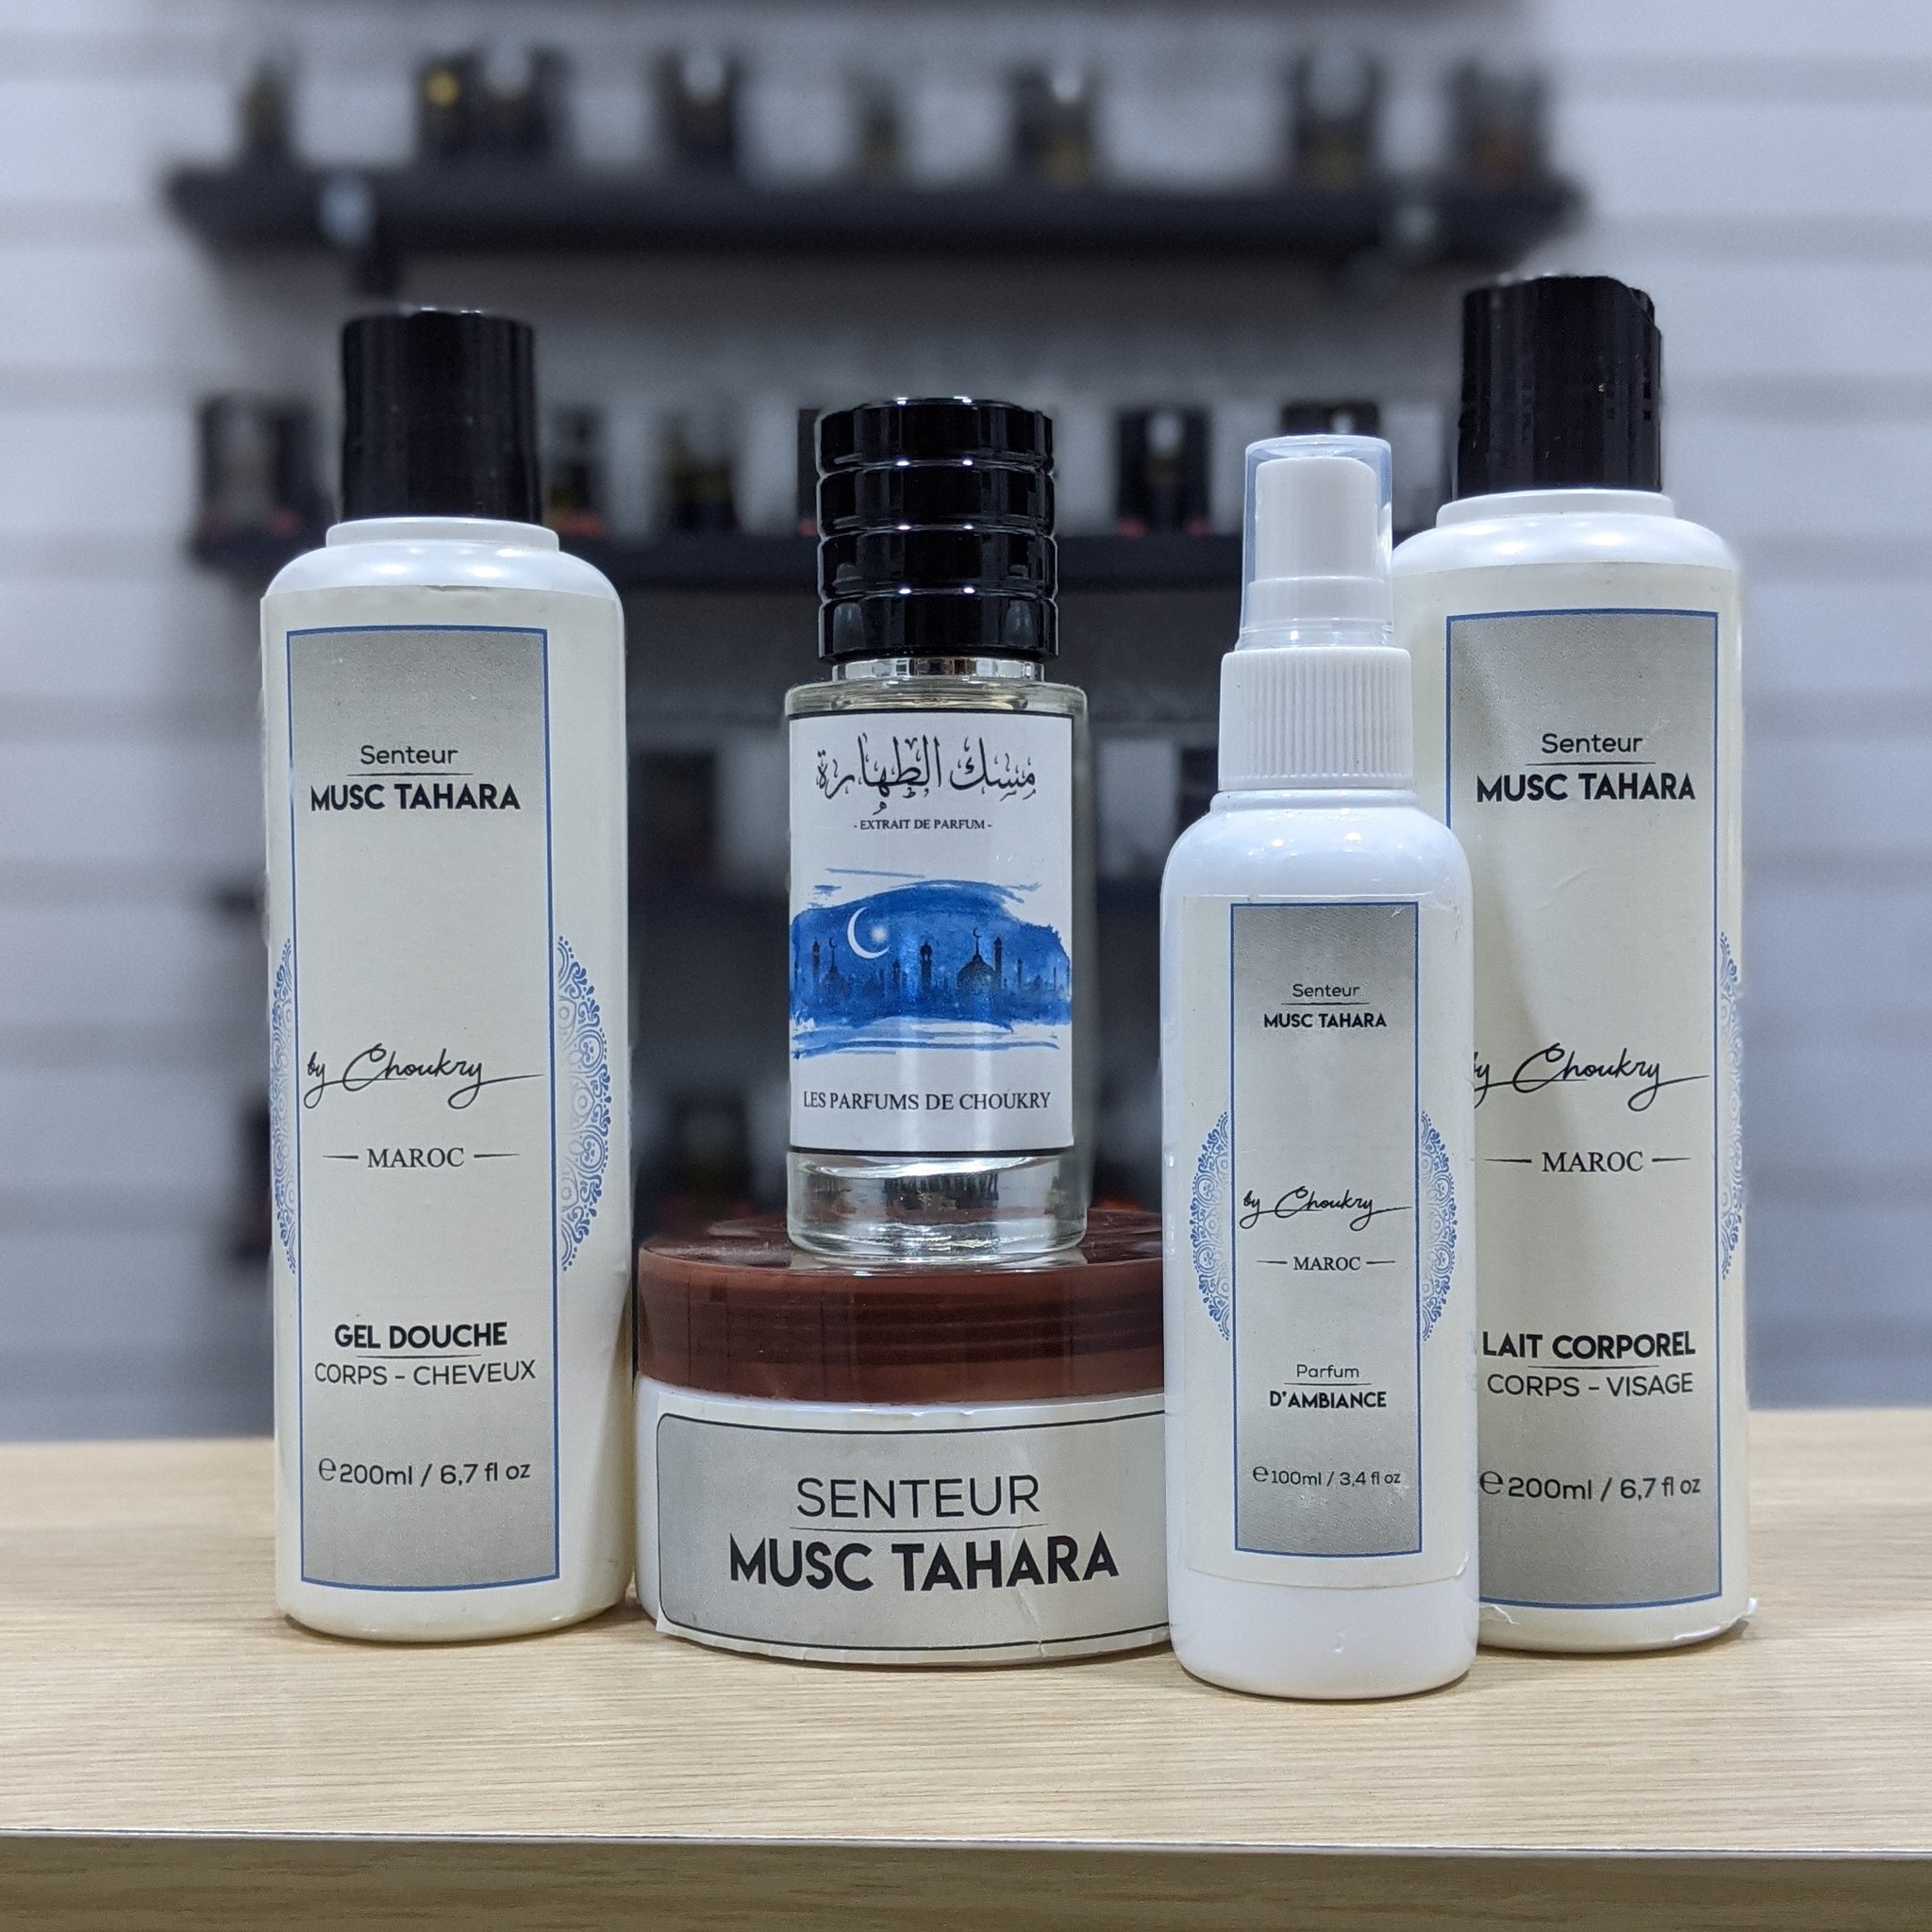 Senteur
MUSC TAHARA
by Choukry
MAROC
GEL DOUCHE
CORPS - CHEVEUX
℮200ml / 6,7 fl oz
مسك الطهارة
- EXTRAIT DE PARFUM -
LES PARFUMS DE CHOUKRY
SENTEUR
MUSC TAHARA
Senteur
MUSC TAHARA
by Choukry
MAROC
Parfum
D'AMBIANCE
℮100ml / 3,4 fl oz
Senteur
MUSC TAHARA
by Choukry
MAROC
LAIT CORPOREL
CORPS - VISAGE
℮200ml / 6,7 fl oz